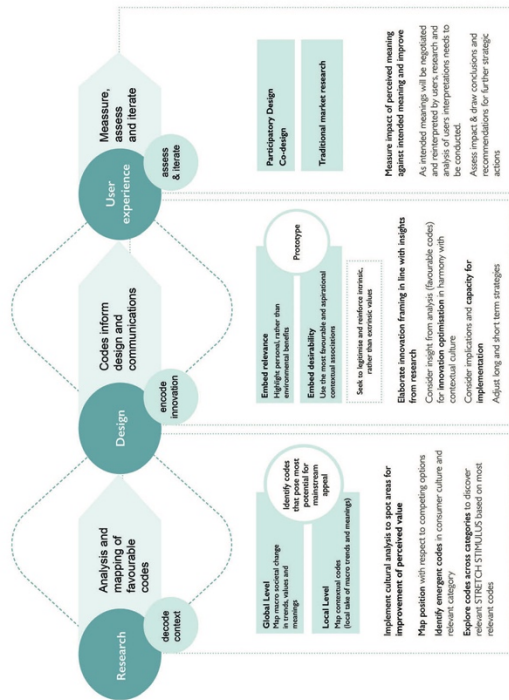 Research
decode
context
Analysis and
mapping of
favourable
codes
Global Level
Map macro societal change
in trends, values and
meanings
Local Level
Map contextual codes
(local take of macro trends and meanings)
Identify codes
that pose most
potential for
mainstream
appeal
Implement cultural analysis to spot areas for
improvement of perceived value
Map position with respect to competing options
Identify emergent codes in consumer culture and
relevant category
Explore codes across categories to discover
relevant STRETCH STIMULUS based on most
relevant codes
Design
encode
innovation
Codes inform
design and
communications
Embed relevance
Highlight personal, rather than
environmental benefits
Embed desirability
Use the most favourable and aspirational
contextual associations
Prototype
Seek to legitimise and reinforce intrinsic,
rather than extrinsic values
Elaborate innovation framing in line with insights
from research
Consider insight from analysis (favourable codes)
for innovation optimisation in harmony with
contextual culture
Consider implications and capacity for
implementation
Adjust long and short term strategies
User
experience
assess
& iterate
Meassure,
assess
and iterate
Participatory Design
Co-design
Traditional market research
Measure impact of perceived meaning
against intended meaning and improve
As intended meanings will be negotiated
and reinterpreted by users, research and
analysis of users interpretations needs to
be conducted.
Assess impact & draw conclusions and
recommendations for further strategic
actions